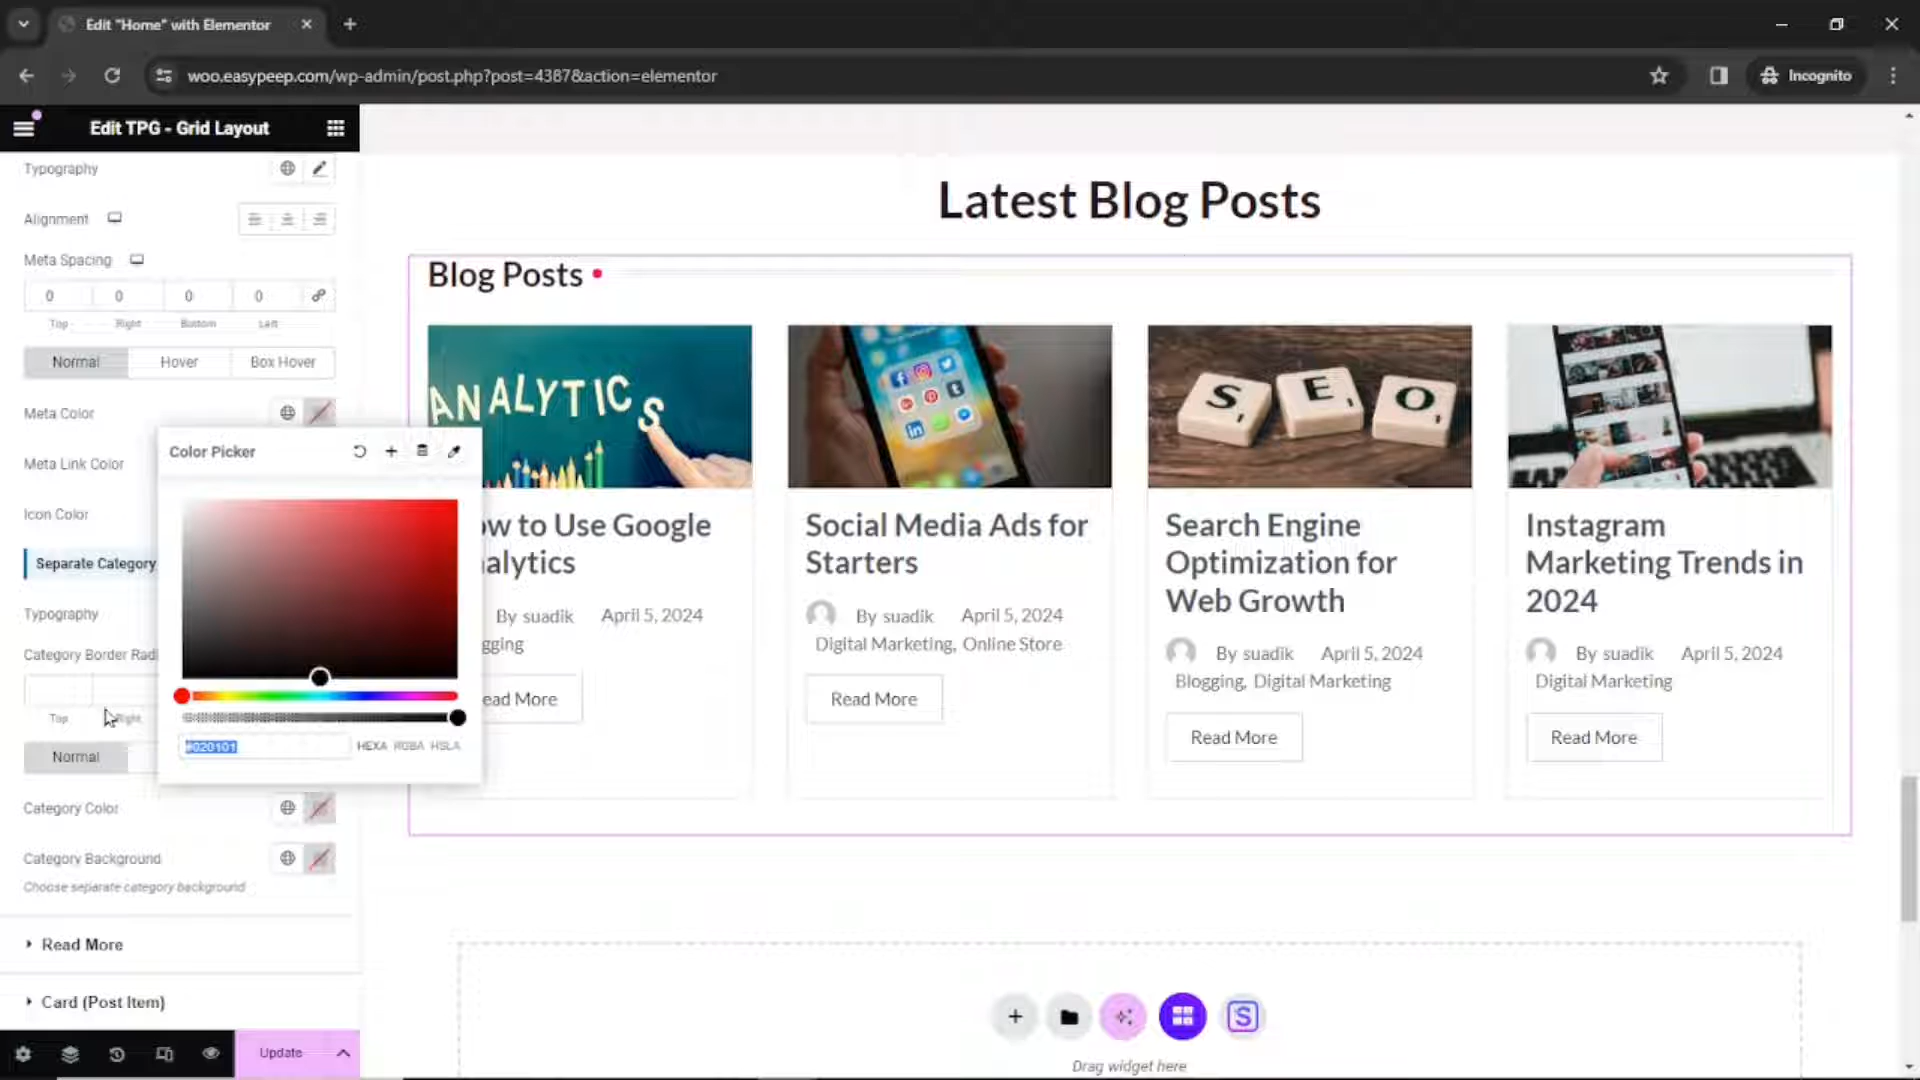 Edit "Home" with Elementor
woo.easypeep.com/wp-admin/post.php?post=4387&action=elementor
Incognito
Edit TPG - Grid Layout
Typography
Alignment
Meta Spacing
0 0 0 0
Top Right Bottom Left
Normal Hover Box Hover
Meta Color
Meta Link Color
Icon Color
Separate Category
Typography
Category Border Radi
Top Right
Normal
Category Color
Category Background
Choose separate category background
Read More
Card (Post Item)
Update
Color Picker
#020101 HEXA RGBA HSLA
Latest Blog Posts
Blog Posts
ANALYTICS
ow to Use Google
alytics
By suadik April 5, 2024
gging
ead More
Social Media Ads for
Starters
By suadik April 5, 2024
Digital Marketing, Online Store
Read More
SEO
Search Engine
Optimization for
Web Growth
By suadik April 5, 2024
Blogging, Digital Marketing
Read More
Instagram
Marketing Trends in
2024
By suadik April 5, 2024
Digital Marketing
Read More
Drag widget here